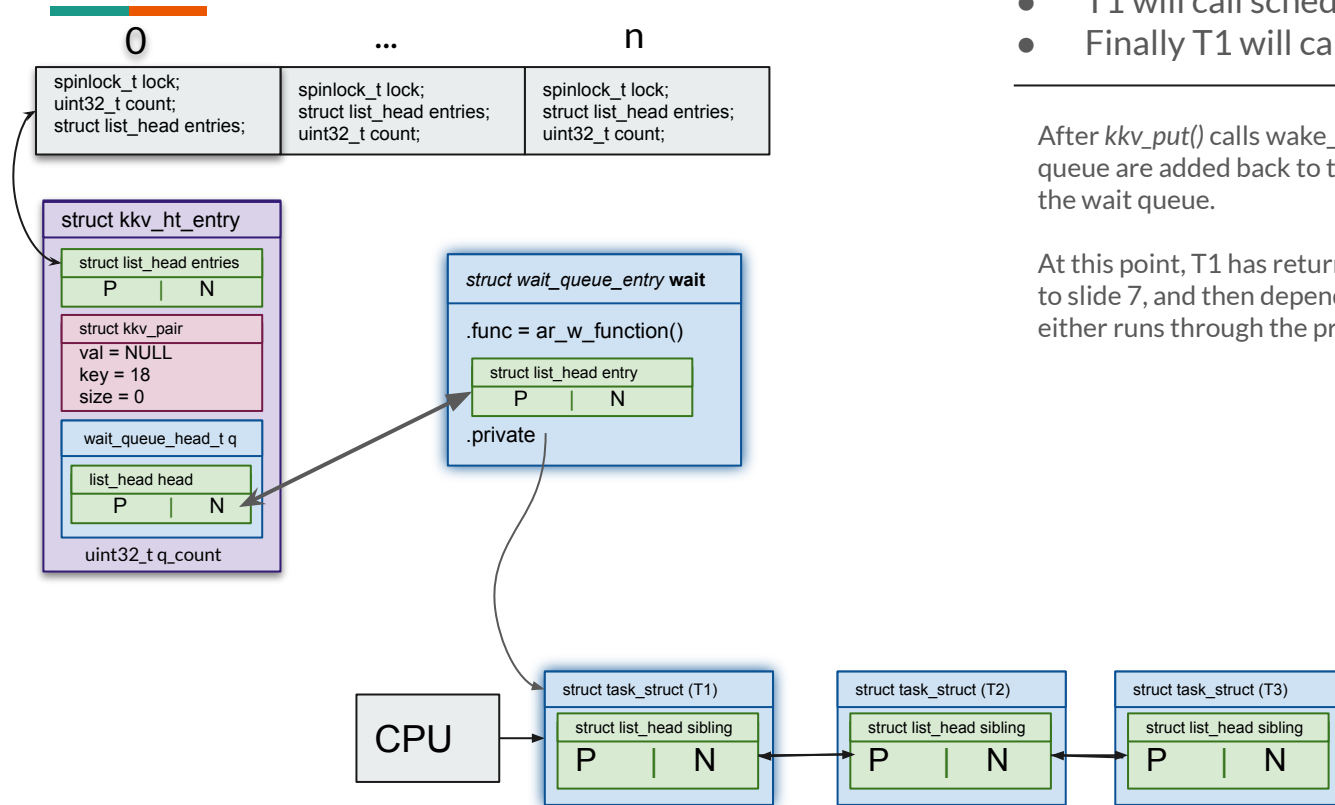 0
...
n
spinlock_t lock;
uint32_t count;
struct list_head entries;
spinlock_t lock;
struct list_head entries;
uint32_t count;
spinlock_t lock;
struct list_head entries;
uint32_t count;
T1 will call sched
Finally T1 will ca
After kkv_put() calls wake_
queue are added back to t
the wait queue.
At this point, T1 has return
to slide 7, and then depend
either runs through the pr
struct kkv_ht_entry
struct list_head entries
P | N
struct kkv_pair
val = NULL
key = 18
size = 0
wait_queue_head_t q
list_head head
P | N
uint32_t q_count
struct wait_queue_entry wait
.func = ar_w_function()
struct list_head entry
P | N
.private
CPU
struct task_struct (T1)
struct list_head sibling
P | N
struct task_struct (T2)
struct list_head sibling
P | N
struct task_struct (T3)
struct list_head sibling
P | N